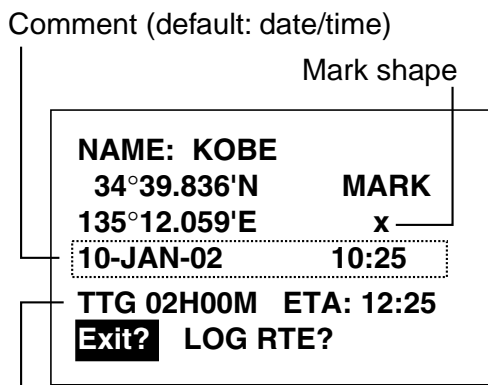 Comment (default: date/time)
Mark shape
NAME: KOBE
34°39.836'N MARK
135°12.059'E x
10-JAN-02 10:25
TTG 02H00M ETA: 12:25
Exit? LOG RTE?